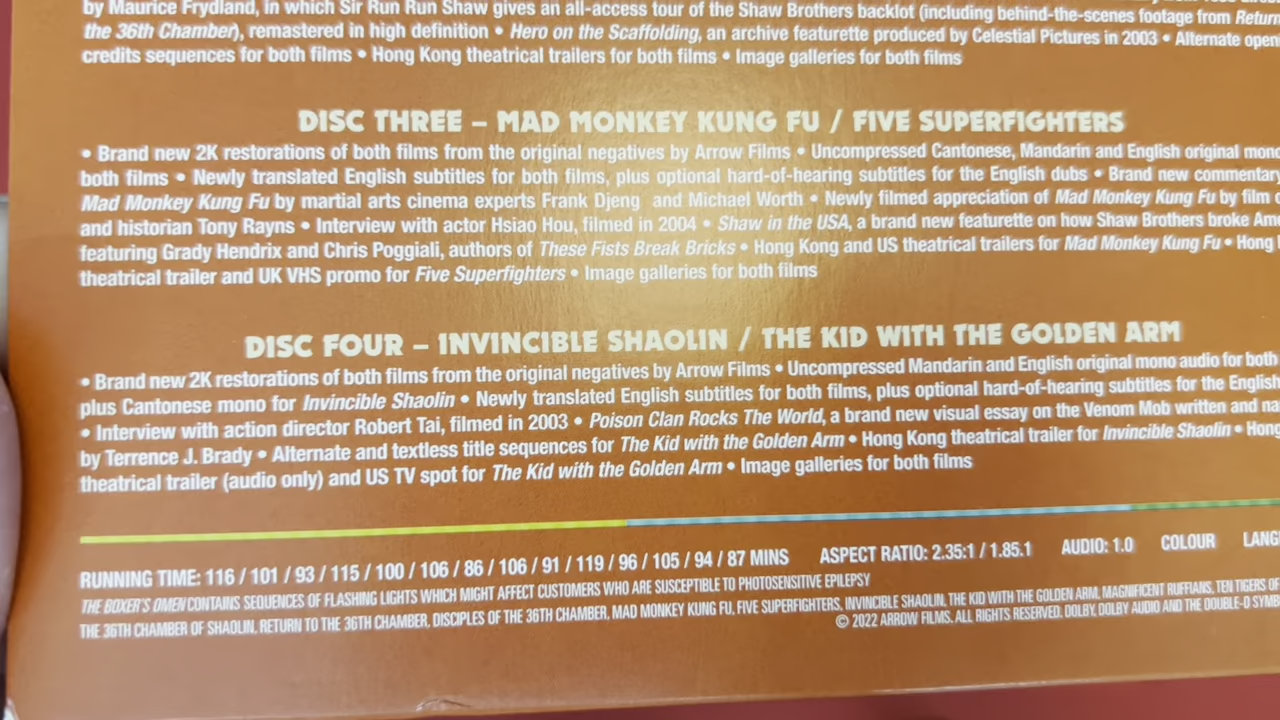 by Maurice Frydland, in which Sir Run Run Shaw gives an all-access tour of the Shaw Brothers backlot (including behind-the-scenes footage from Return
the 36th Chamber), remastered in high definition • Hero on the Scaffolding, an archive featurette produced by Celestial Pictures in 2003 • Alternate open
credits sequences for both films • Hong Kong theatrical trailers for both films • Image galleries for both films
DISC THREE – MAD MONKEY KUNG FU / FIVE SUPERFIGHTERS
• Brand new 2K restorations of both films from the original negatives by Arrow Films • Uncompressed Cantonese, Mandarin and English original mono
both films • Newly translated English subtitles for both films, plus optional hard-of-hearing subtitles for the English dubs • Brand new commentary
Mad Monkey Kung Fu by martial arts cinema experts Frank Djeng and Michael Worth • Newly filmed appreciation of Mad Monkey Kung Fu by film
and historian Tony Rayns • Interview with actor Hsiao Hou, filmed in 2004 • Shaw in the USA, a brand new featurette on how Shaw Brothers broke Am
featuring Grady Hendrix and Chris Poggiali, authors of These Fists Break Bricks • Hong Kong and US theatrical trailers for Mad Monkey Kung Fu • Hong
theatrical trailer and UK VHS promo for Five Superfighters • Image galleries for both films
DISC FOUR – INVINCIBLE SHAOLIN / THE KID WITH THE GOLDEN ARM
• Brand new 2K restorations of both films from the original negatives by Arrow Films • Uncompressed Mandarin and English original mono audio for both
plus Cantonese mono for Invincible Shaolin • Newly translated English subtitles for both films, plus optional hard-of-hearing subtitles for the English
• Interview with action director Robert Tai, filmed in 2003 • Poison Clan Rocks The World, a brand new visual essay on the Venom Mob written and na
by Terrence J. Brady • Alternate and textless title sequences for The Kid with the Golden Arm • Hong Kong theatrical trailer for Invincible Shaolin • Hong
theatrical trailer (audio only) and US TV spot for The Kid with the Golden Arm • Image galleries for both films
RUNNING TIME: 116 / 101 / 93 / 115 / 100 / 106 / 86 / 106 / 91 / 119 / 96 / 105 / 94 / 87 MINS ASPECT RATIO: 2.35:1 / 1.85.1 AUDIO: 1.0 COLOUR LANG
THE BOXER'S OMEN CONTAINS SEQUENCES OF FLASHING LIGHTS WHICH MIGHT AFFECT CUSTOMERS WHO ARE SUSCEPTIBLE TO PHOTOSENSITIVE EPILEPSY
THE 36TH CHAMBER OF SHAOLIN, RETURN TO THE 36TH CHAMBER, DISCIPLES OF THE 36TH CHAMBER, MAD MONKEY KUNG FU, FIVE SUPERFIGHTERS, INVINCIBLE SHAOLIN, THE KID WITH THE GOLDEN ARM, MAGNIFICENT RUFFIANS, TEN TIGERS OF
© 2022 ARROW FILMS. ALL RIGHTS RESERVED. DOLBY, DOLBY AUDIO AND THE DOUBLE-D SYMB